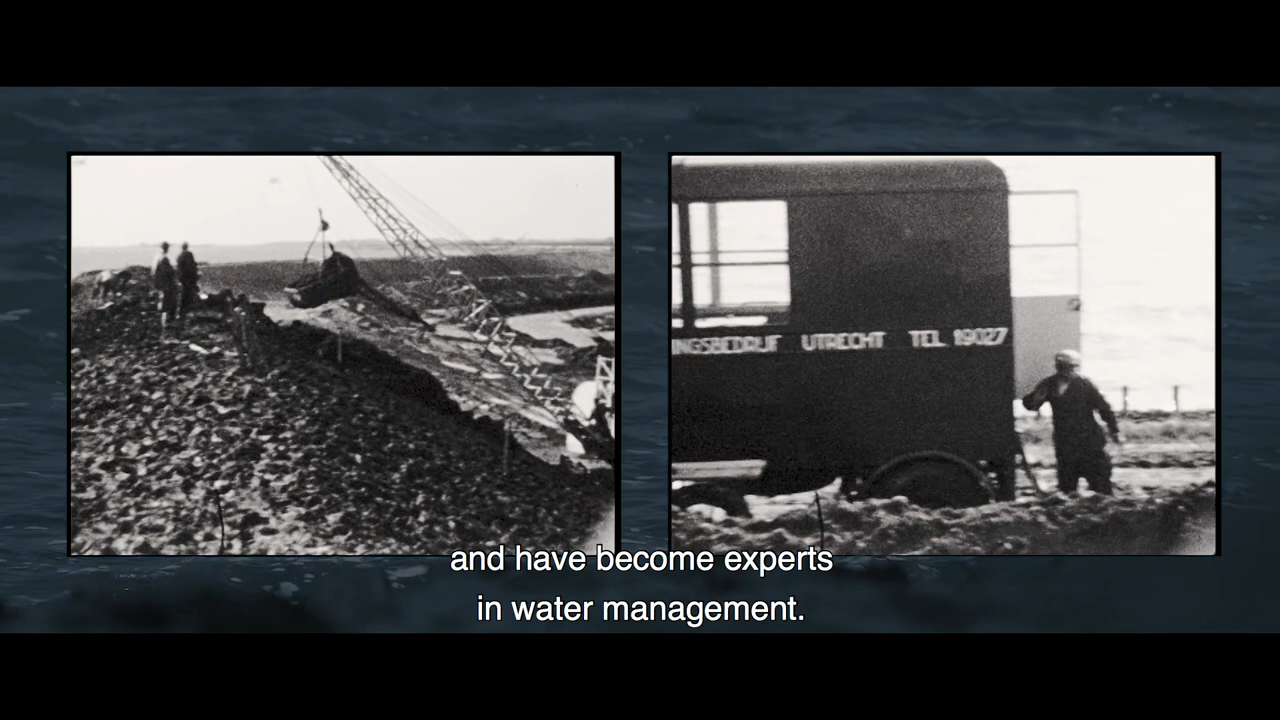 INGSBEDRIJF UTRECHT TEL 19027
and have become experts
in water management.